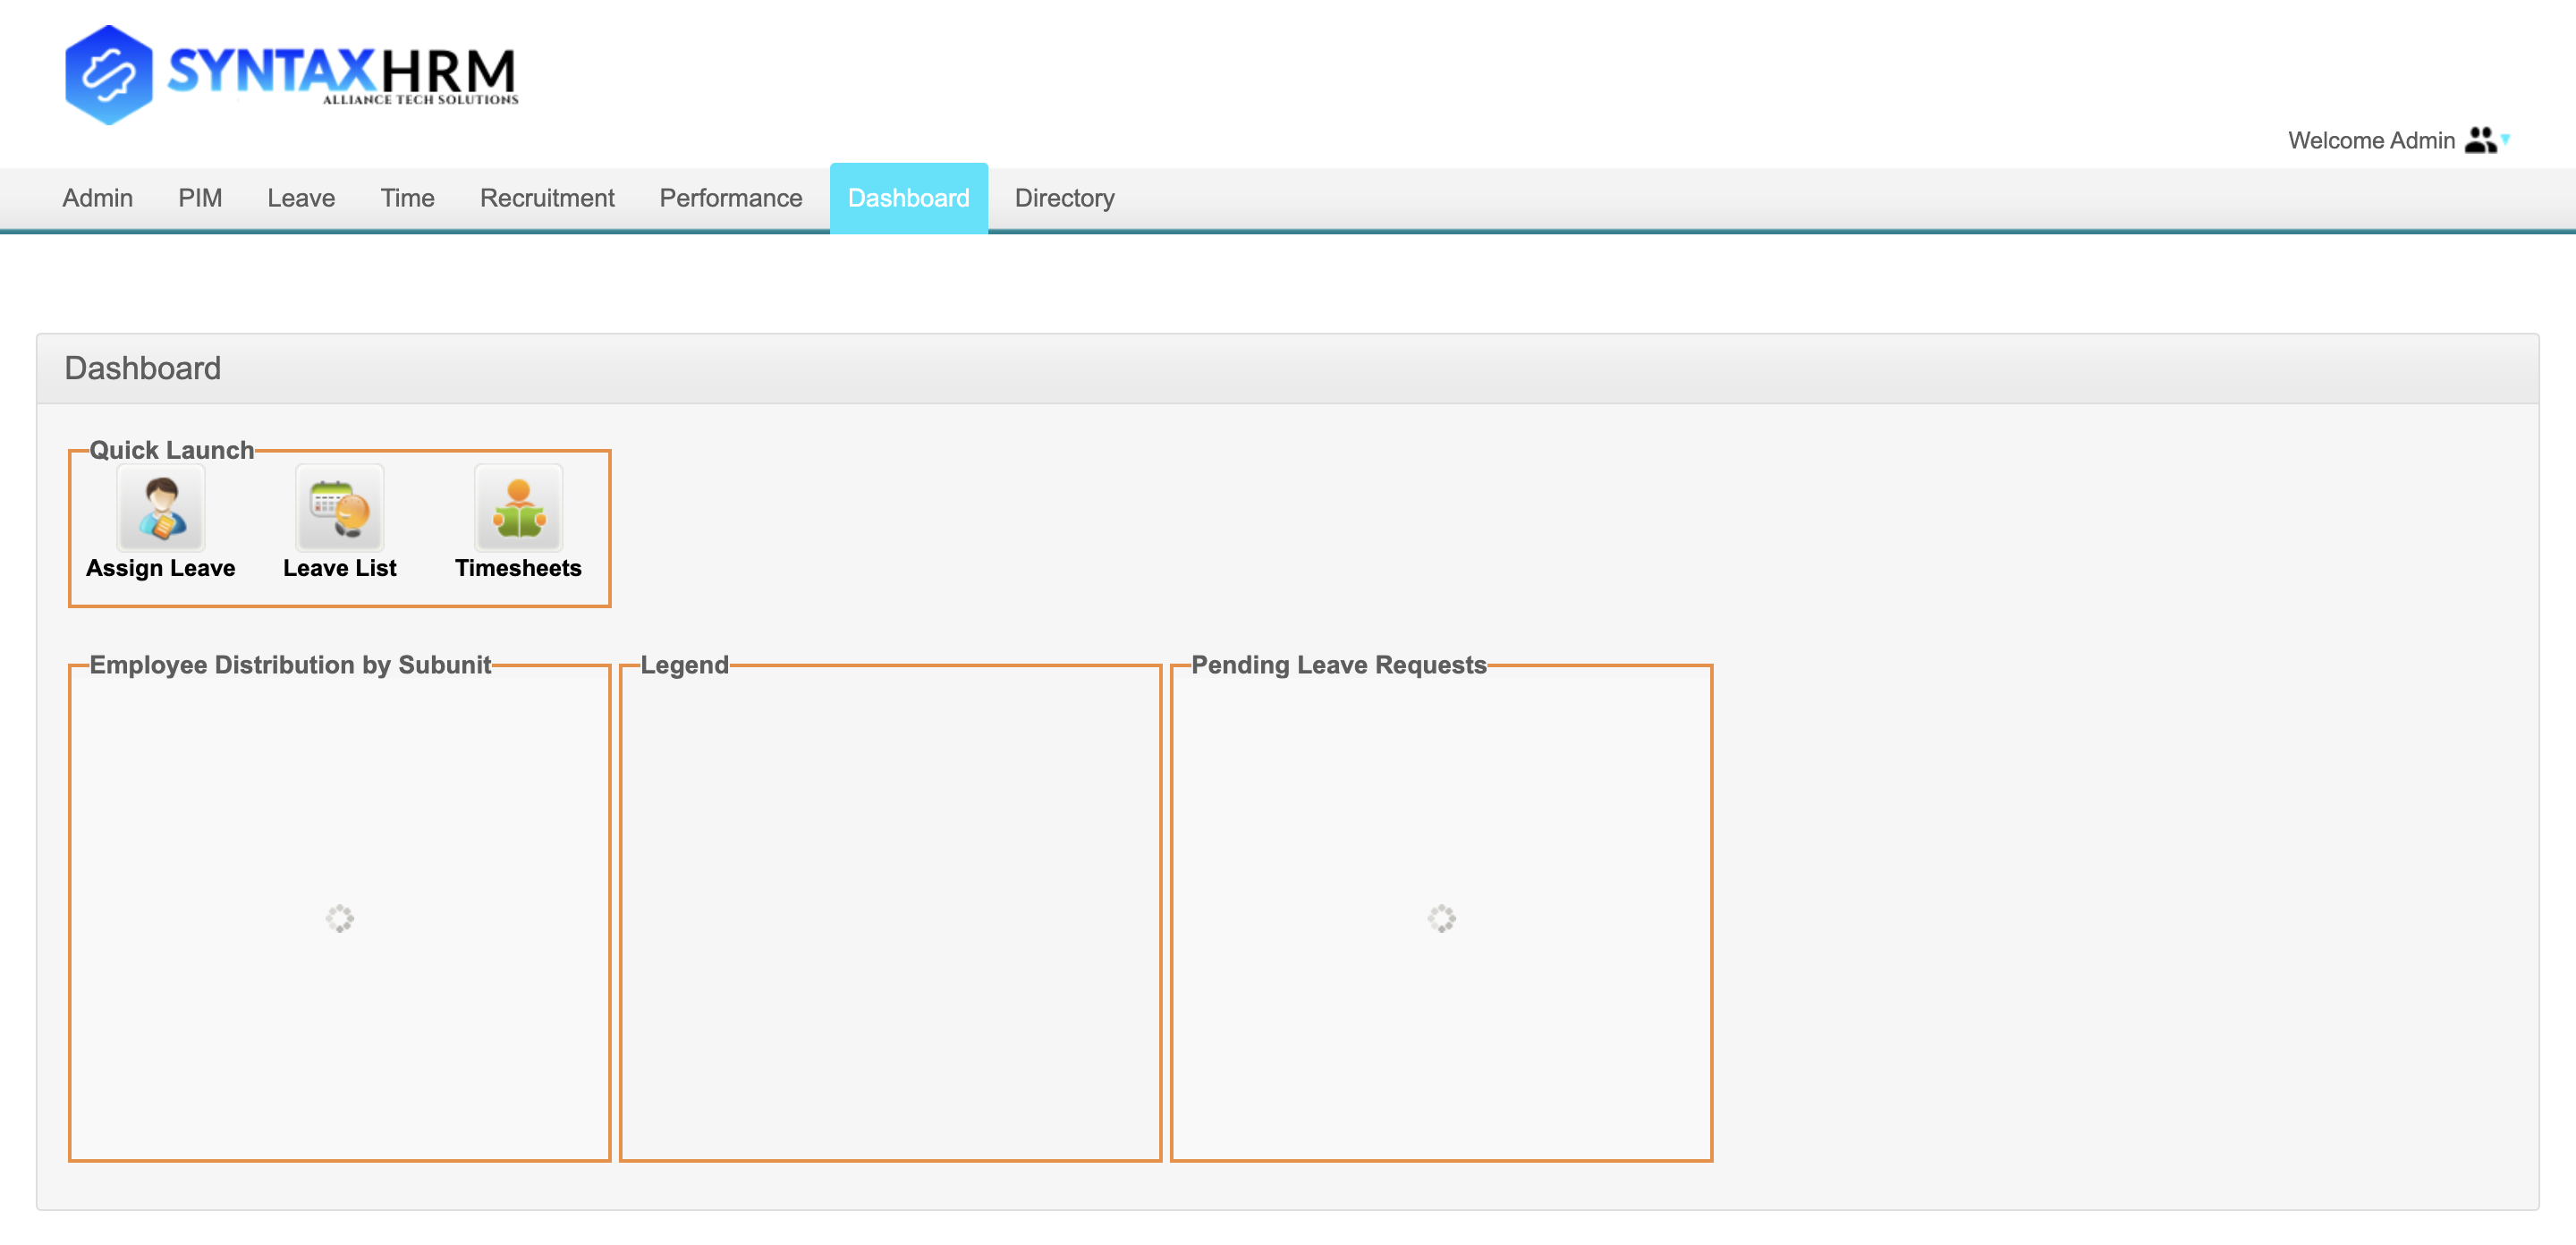 SYNTAXHRM
ALLIANCE TECH SOLUTIONS
Welcome Admin
Admin PIM Leave Time Recruitment Performance Dashboard Directory
Dashboard
Quick Launch
Assign Leave Leave List Timesheets
Employee Distribution by Subunit Legend Pending Leave Requests